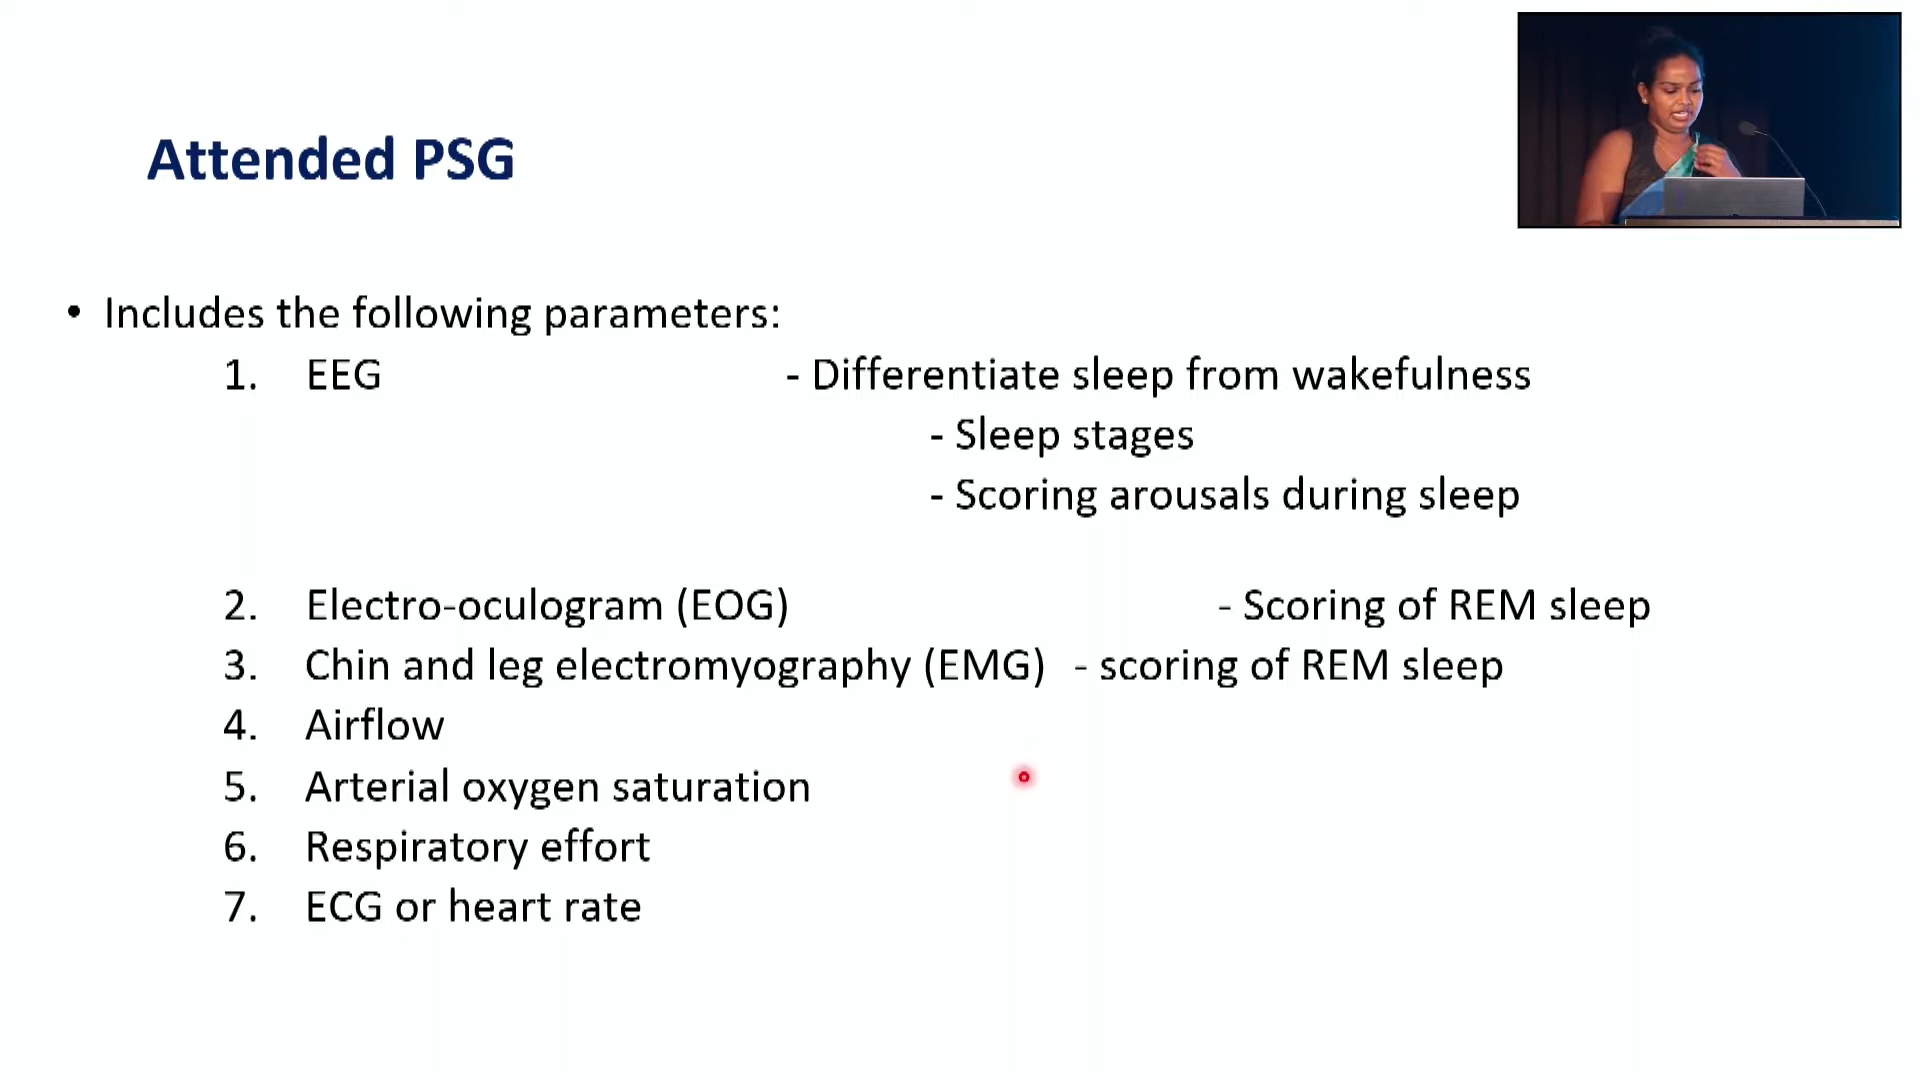 Attended PSG
• Includes the following parameters:
1. EEG - Differentiate sleep from wakefulness
- Sleep stages
- Scoring arousals during sleep
2. Electro-oculogram (EOG) - Scoring of REM sleep
3. Chin and leg electromyography (EMG) - scoring of REM sleep
4. Airflow
5. Arterial oxygen saturation
6. Respiratory effort
7. ECG or heart rate